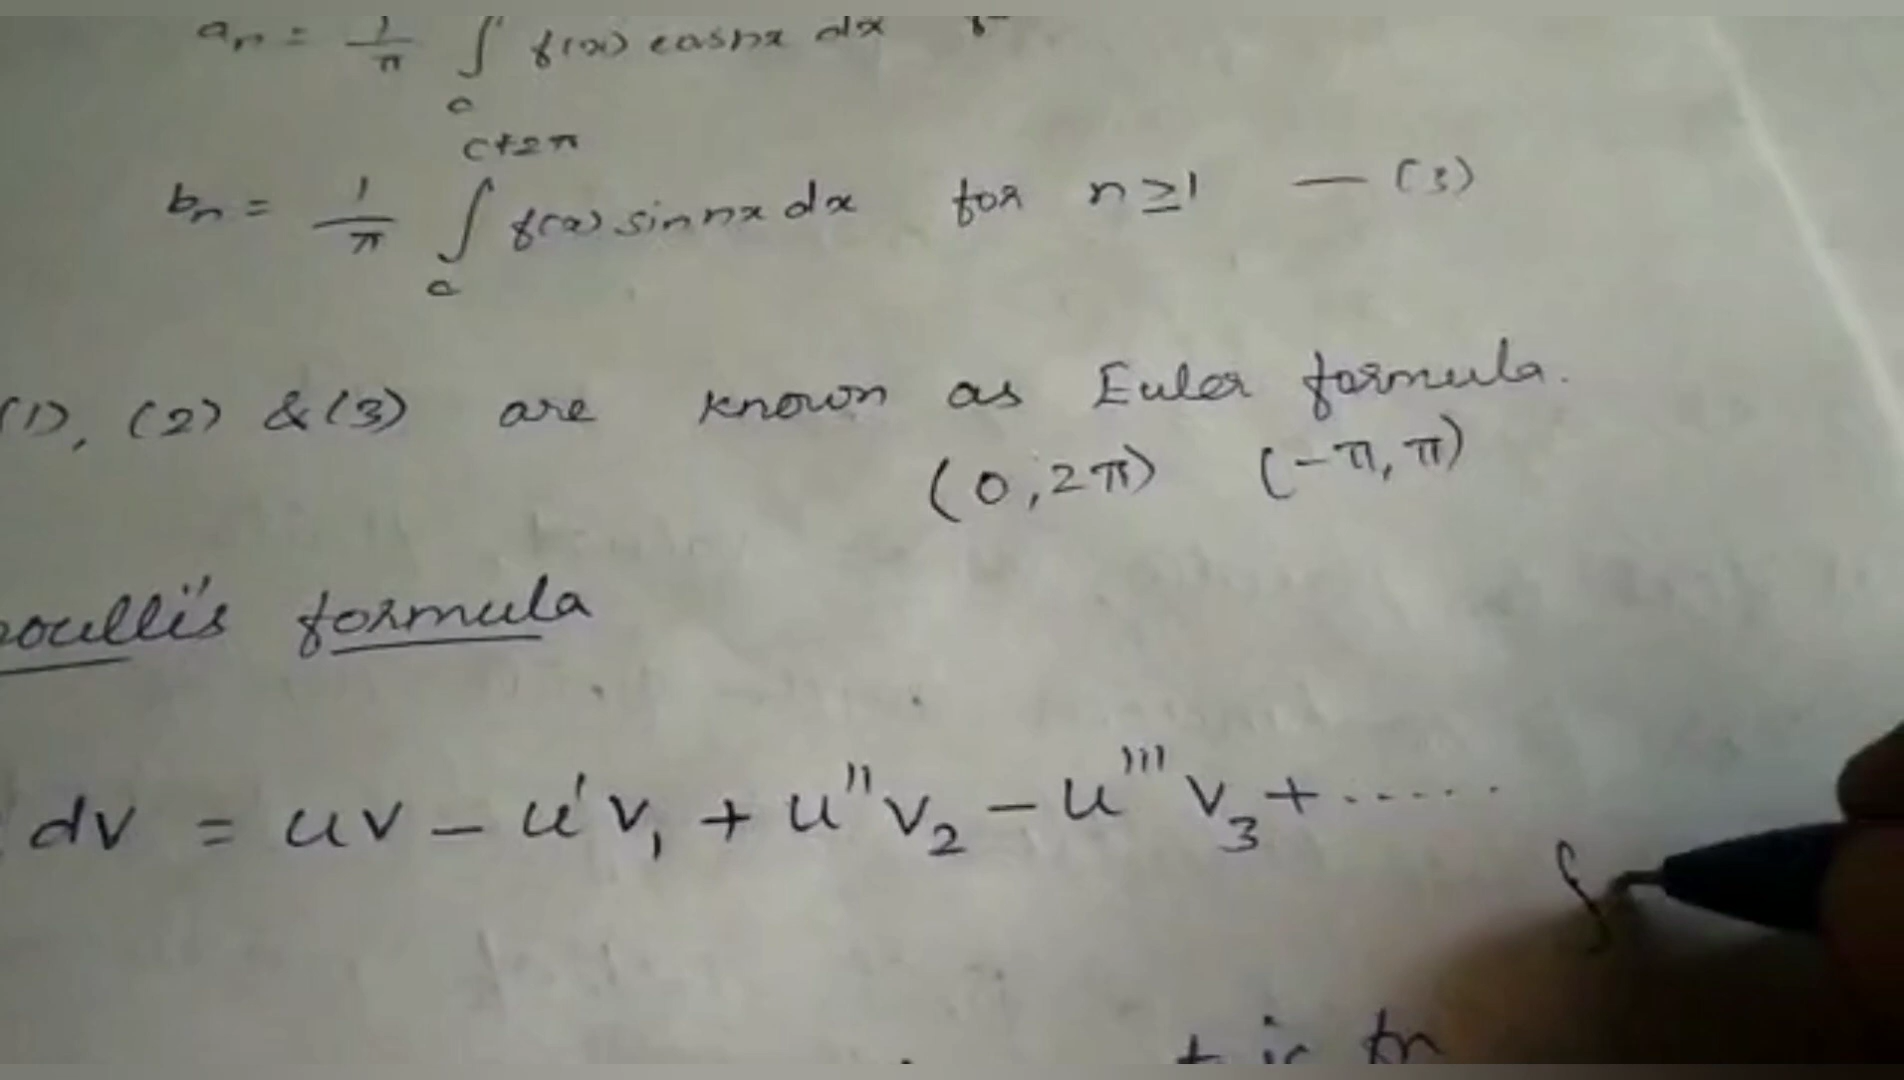 aₙ = 1/π ∫ f(x) cosnx dx
c
c+2π
bₙ = 1/π ∫ f(x) sinnx dx for n ≥ 1 — (3)
c
(1), (2) & (3) are known as Euler formula.
(0, 2π) (-π, π)
formula
dv = uv - u'v₁ + u''v₂ - u'''v₃ + ......